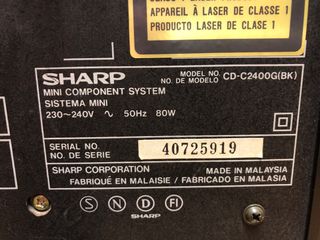 APPAREIL À LASER DE CLASSE 1
PRODUCTO LASER DE CLASSE 1
SHARP
MODEL NO.
NO. DE MODELO
CD-C2400G(BK)
MINI COMPONENT SYSTEM
SISTEMA MINI
230~240V ∿ 50Hz 80W
SERIAL NO.
NO. DE SERIE
40725919
SHARP CORPORATION
MADE IN MALAYSIA
FABRIQUÉ EN MALAISIE / FABRICADO EN MALASIA
S N D FI
SHARP